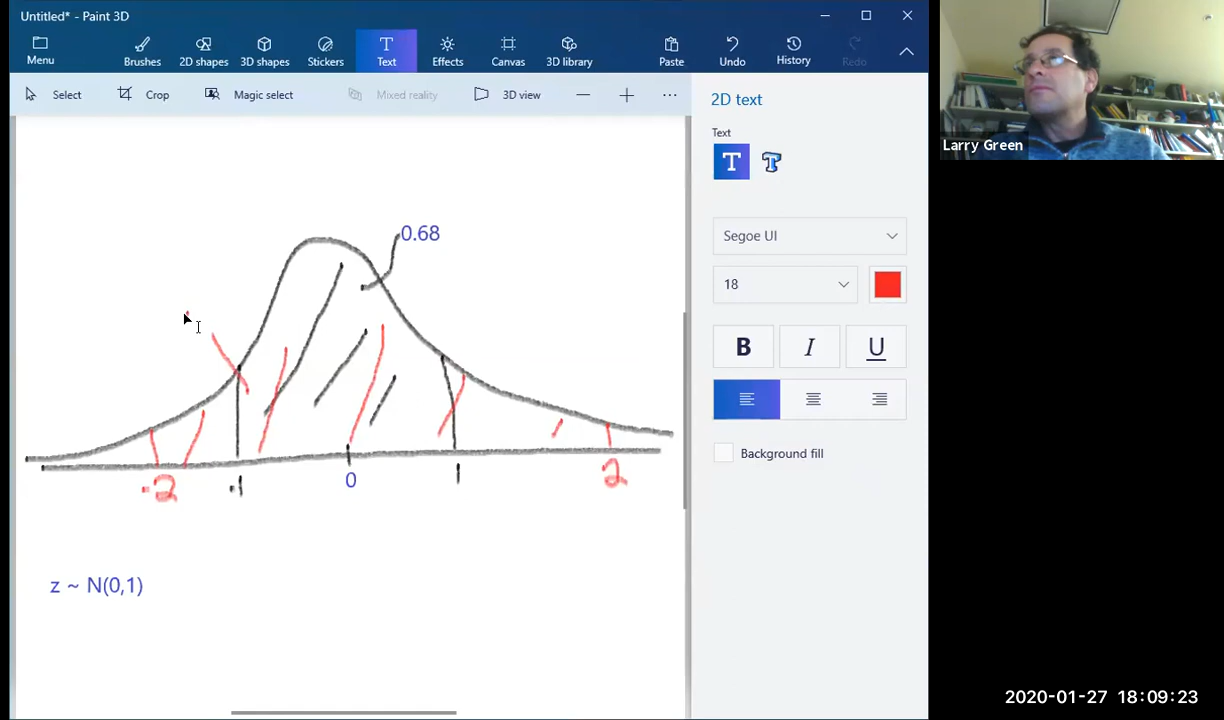 Untitled* - Paint 3D
Menu
Brushes
2D shapes
3D shapes
Stickers
Text
Effects
Canvas
3D library
Paste
Undo
History
Redo
Select
Crop
Magic select
Mixed reality
3D view
2D text
Text
T
T
Segoe UI
18
B
I
U
Background fill
Larry Green
0.68
-2
-1
0
1
2
z ~ N(0,1)
2020-01-27 18:09:23